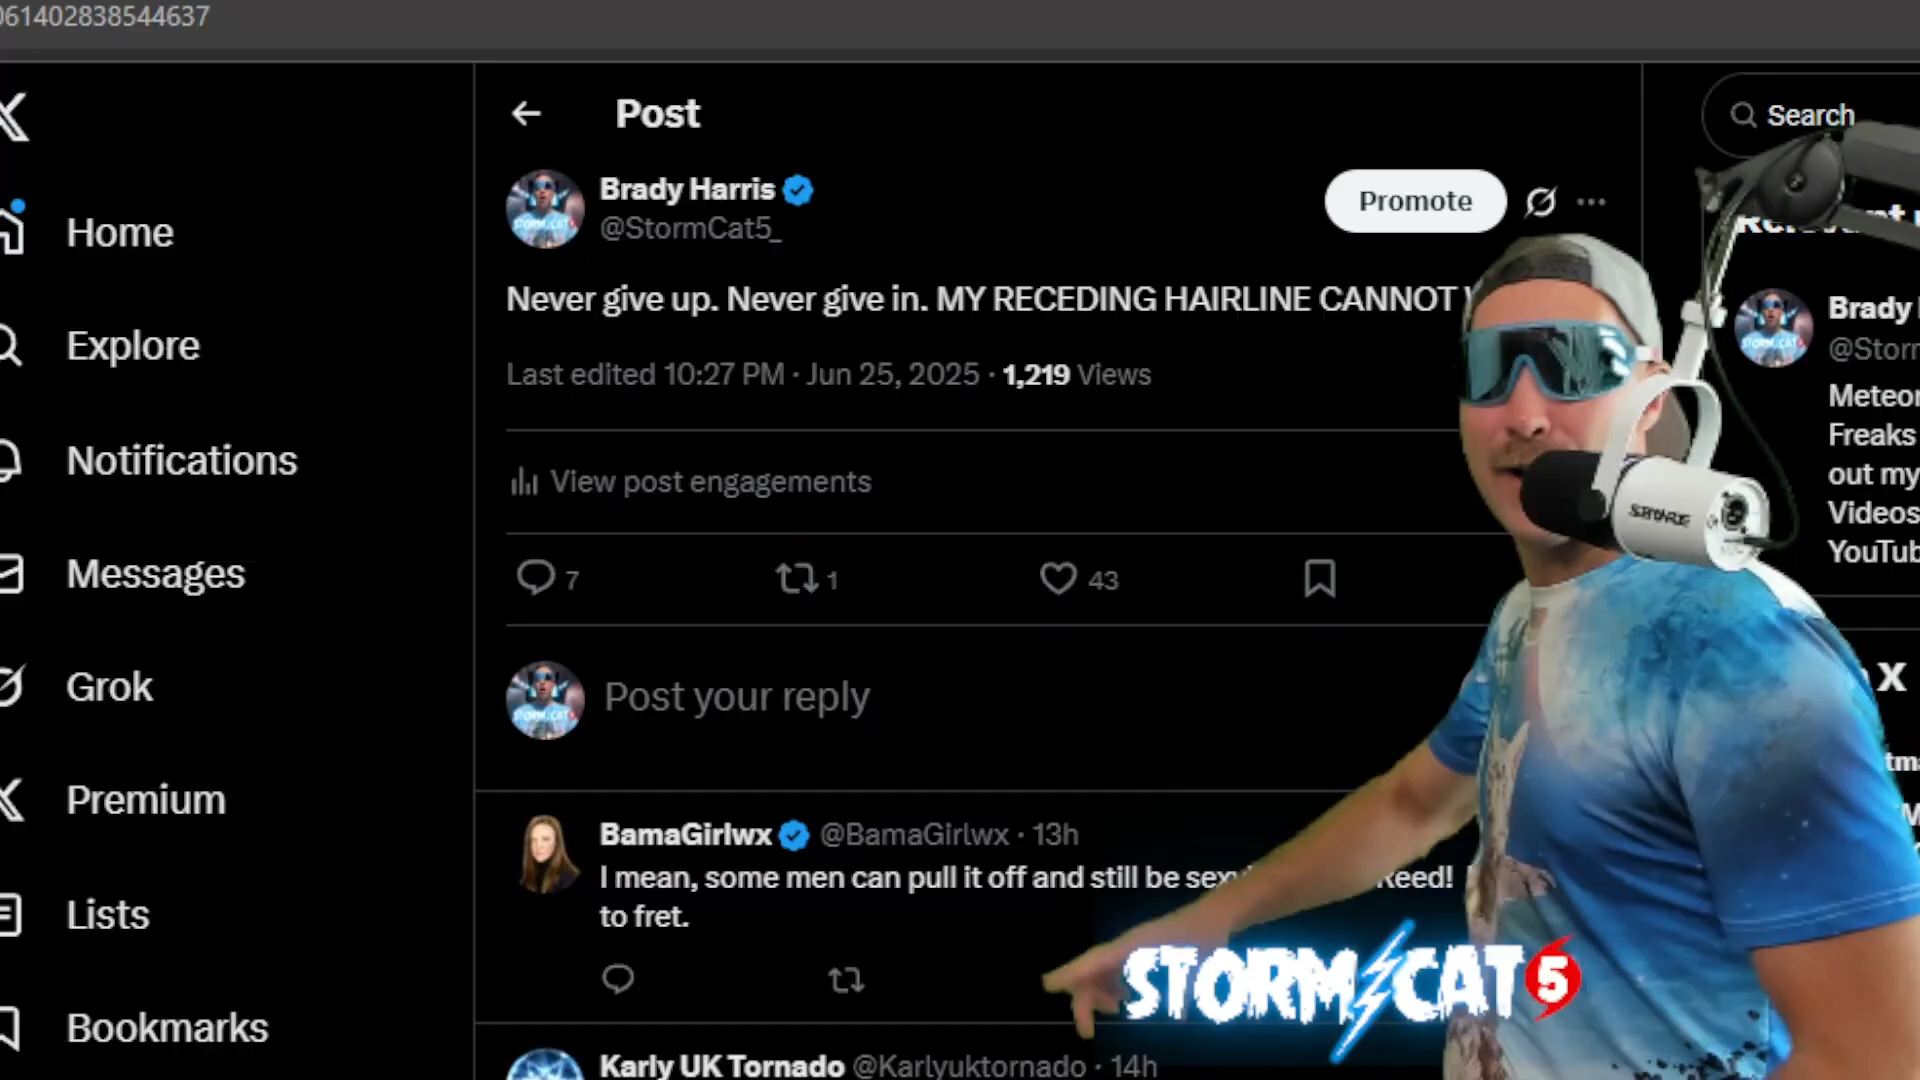 061402838544637
Post
Search
Brady Harris
@StormCat5_
Promote
Never give up. Never give in. MY RECEDING HAIRLINE CANNOT
Last edited 10:27 PM · Jun 25, 2025 · 1,219 Views
View post engagements
7
1
43
Post your reply
BamaGirlwx @BamaGirlwx · 13h
I mean, some men can pull it off and still be sexy
to fret.
Karly UK Tornado @Karlyuktornado · 14h
Home
Explore
Notifications
Messages
Grok
Premium
Lists
Bookmarks
Brady
@Storm
Meteor
Freaks
out my
Videos
YouTub
X
STORM CAT 5